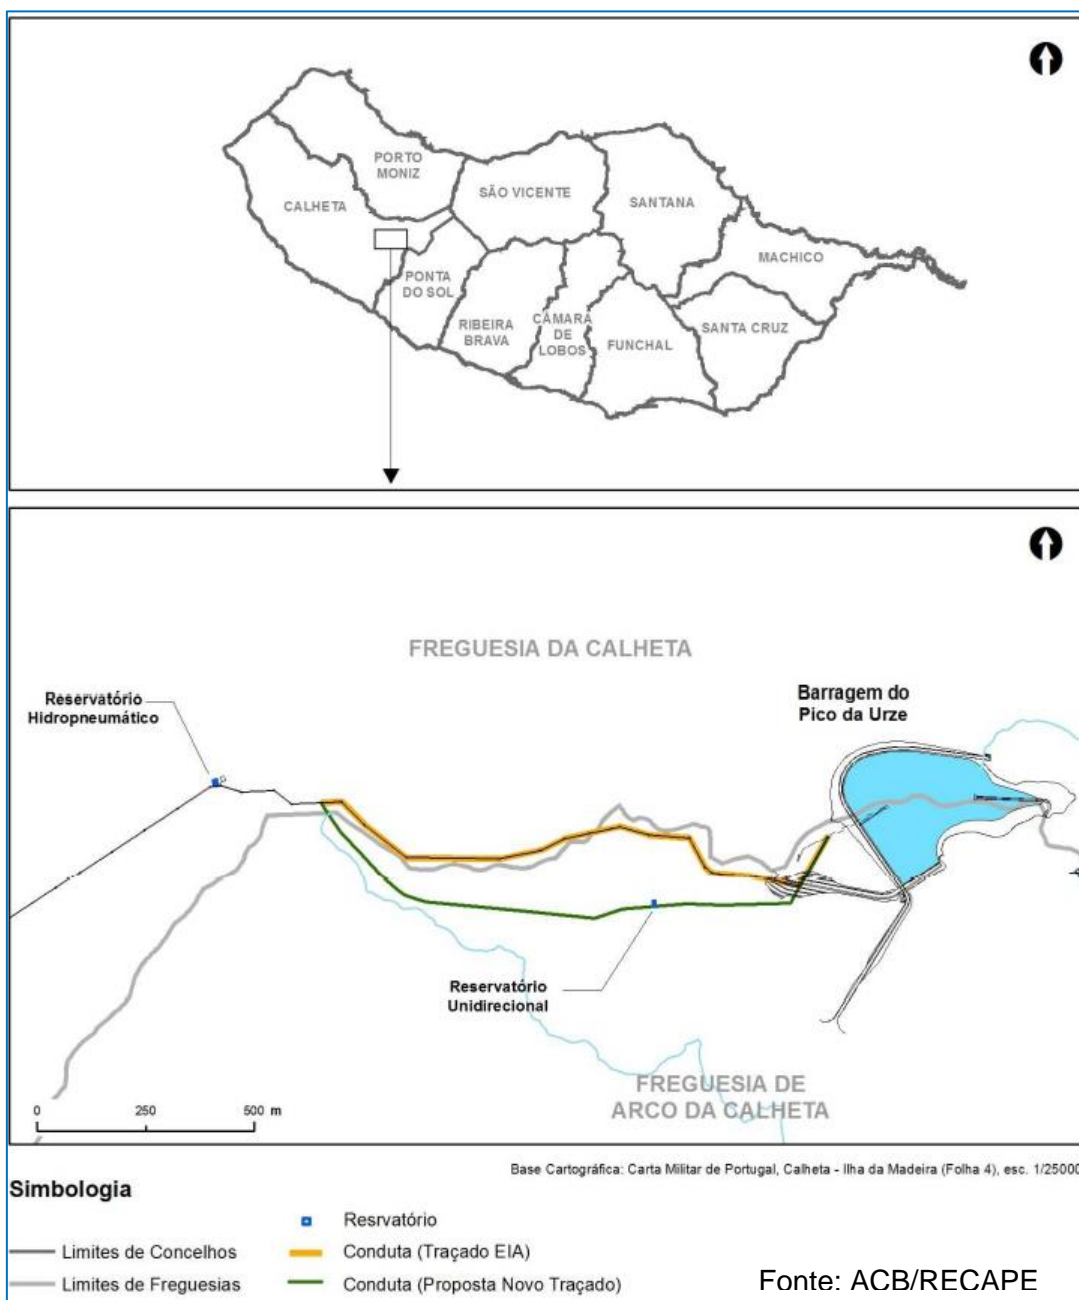 PORTO
MONIZ
CALHETA
SÃO VICENTE
SANTANA
MACHICO
PONTA
DO SOL
RIBEIRA
BRAVA
CÂMARA
DE
LOBOS
FUNCHAL
SANTA CRUZ
FREGUESIA DA CALHETA
Reservatório
Hidropneumático
Barragem do
Pico da Urze
Reservatório
Unidirecional
FREGUESIA DE
ARCO DA CALHETA
0 250 500 m
Base Cartográfica: Carta Militar de Portugal, Calheta - Ilha da Madeira (Folha 4), esc. 1/25000
Simbologia
Resrvatório
Limites de Concelhos
Conduta (Traçado EIA)
Limites de Freguesias
Conduta (Proposta Novo Traçado)
Fonte: ACB/RECAPE